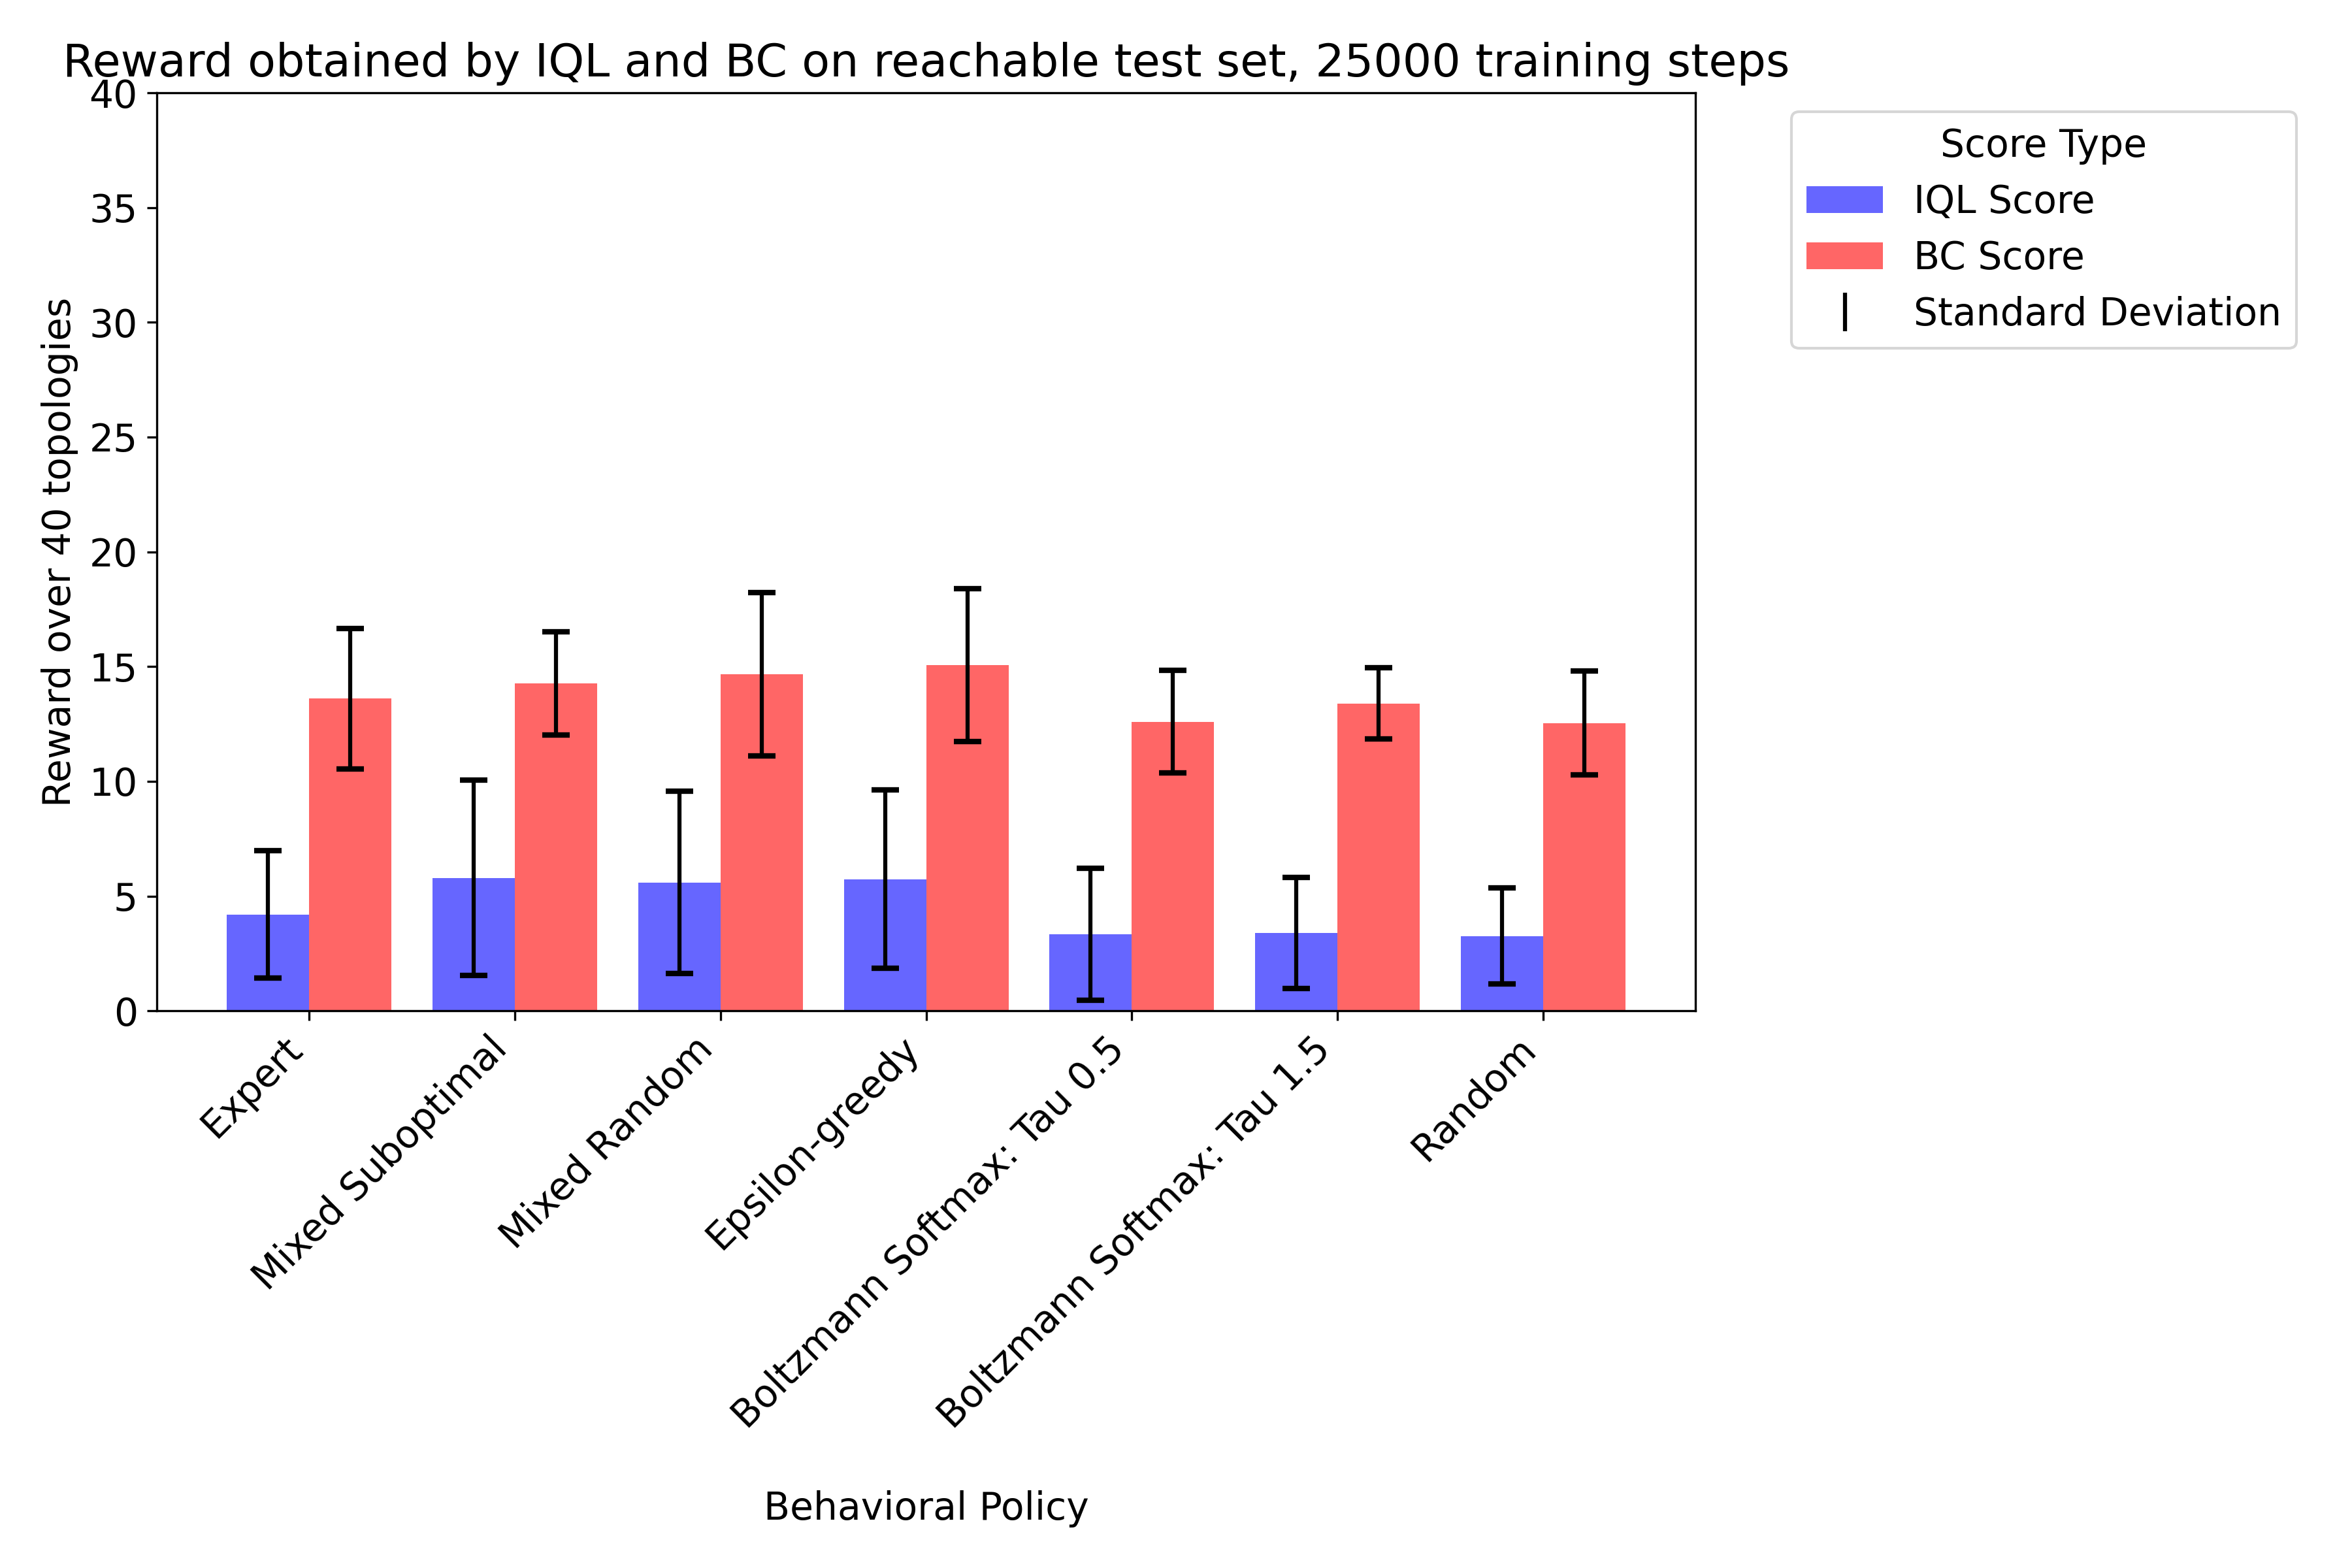 Reward obtained by IQL and BC on reachable test set, 25000 training steps
Score Type
IQL Score
BC Score
Standard Deviation
Reward over 40 topologies
40
35
30
25
20
15
10
5
0
Expert
Mixed Suboptimal
Mixed Random
Epsilon-greedy
Boltzmann Softmax: Tau 0.5
Boltzmann Softmax: Tau 1.5
Random
Behavioral Policy